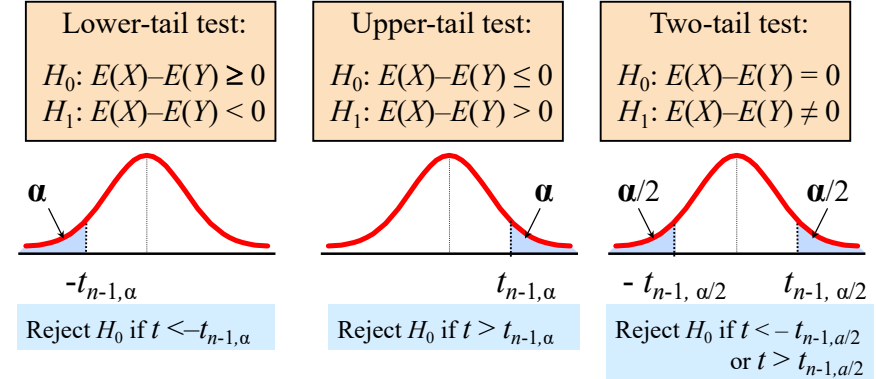 Lower-tail test:
H₀: E(X)–E(Y) ≥ 0
H₁: E(X)–E(Y) < 0
Upper-tail test:
H₀: E(X)–E(Y) ≤ 0
H₁: E(X)–E(Y) > 0
Two-tail test:
H₀: E(X)–E(Y) = 0
H₁: E(X)–E(Y) ≠ 0
α
-tₙ₋₁,α
Reject H₀ if t <–tₙ₋₁,α
α
tₙ₋₁,α
Reject H₀ if t > tₙ₋₁,α
α/2
α/2
- tₙ₋₁, α/2
tₙ₋₁, α/2
Reject H₀ if t < – tₙ₋₁,a/2
or t > tₙ₋₁,a/2